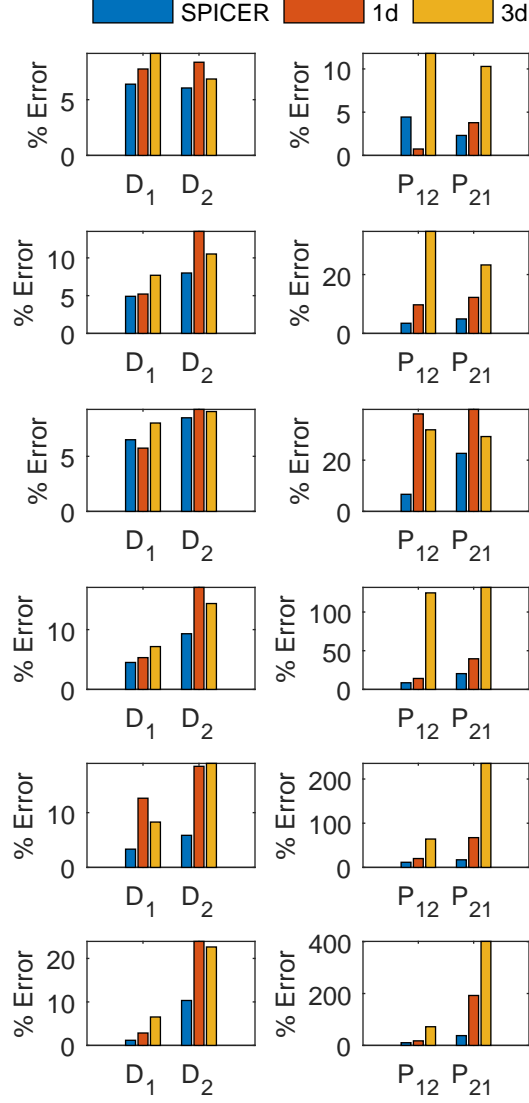 SPICER 1d 3d
% Error 5 0 D1 D2
% Error 10 5 0 P12 P21
% Error 10 5 0 D1 D2
% Error 20 0 P12 P21
% Error 5 0 D1 D2
% Error 20 0 P12 P21
% Error 10 0 D1 D2
% Error 100 50 0 P12 P21
% Error 10 0 D1 D2
% Error 200 100 0 P12 P21
% Error 20 10 0 D1 D2
% Error 400 200 0 P12 P21